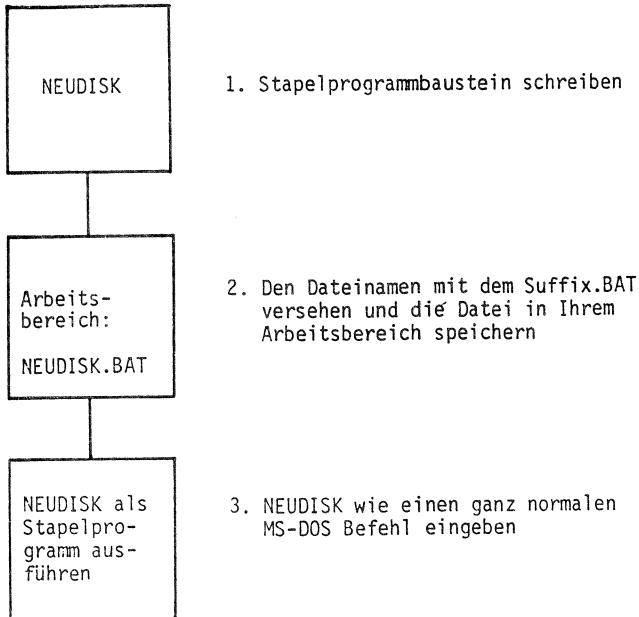 NEUDISK
1. Stapelprogrammbaustein schreiben
Arbeits-
bereich:
NEUDISK.BAT
2. Den Dateinamen mit dem Suffix.BAT
versehen und die Datei in Ihrem
Arbeitsbereich speichern
NEUDISK als
Stapelpro-
gramm aus-
führen
3. NEUDISK wie einen ganz normalen
MS-DOS Befehl eingeben